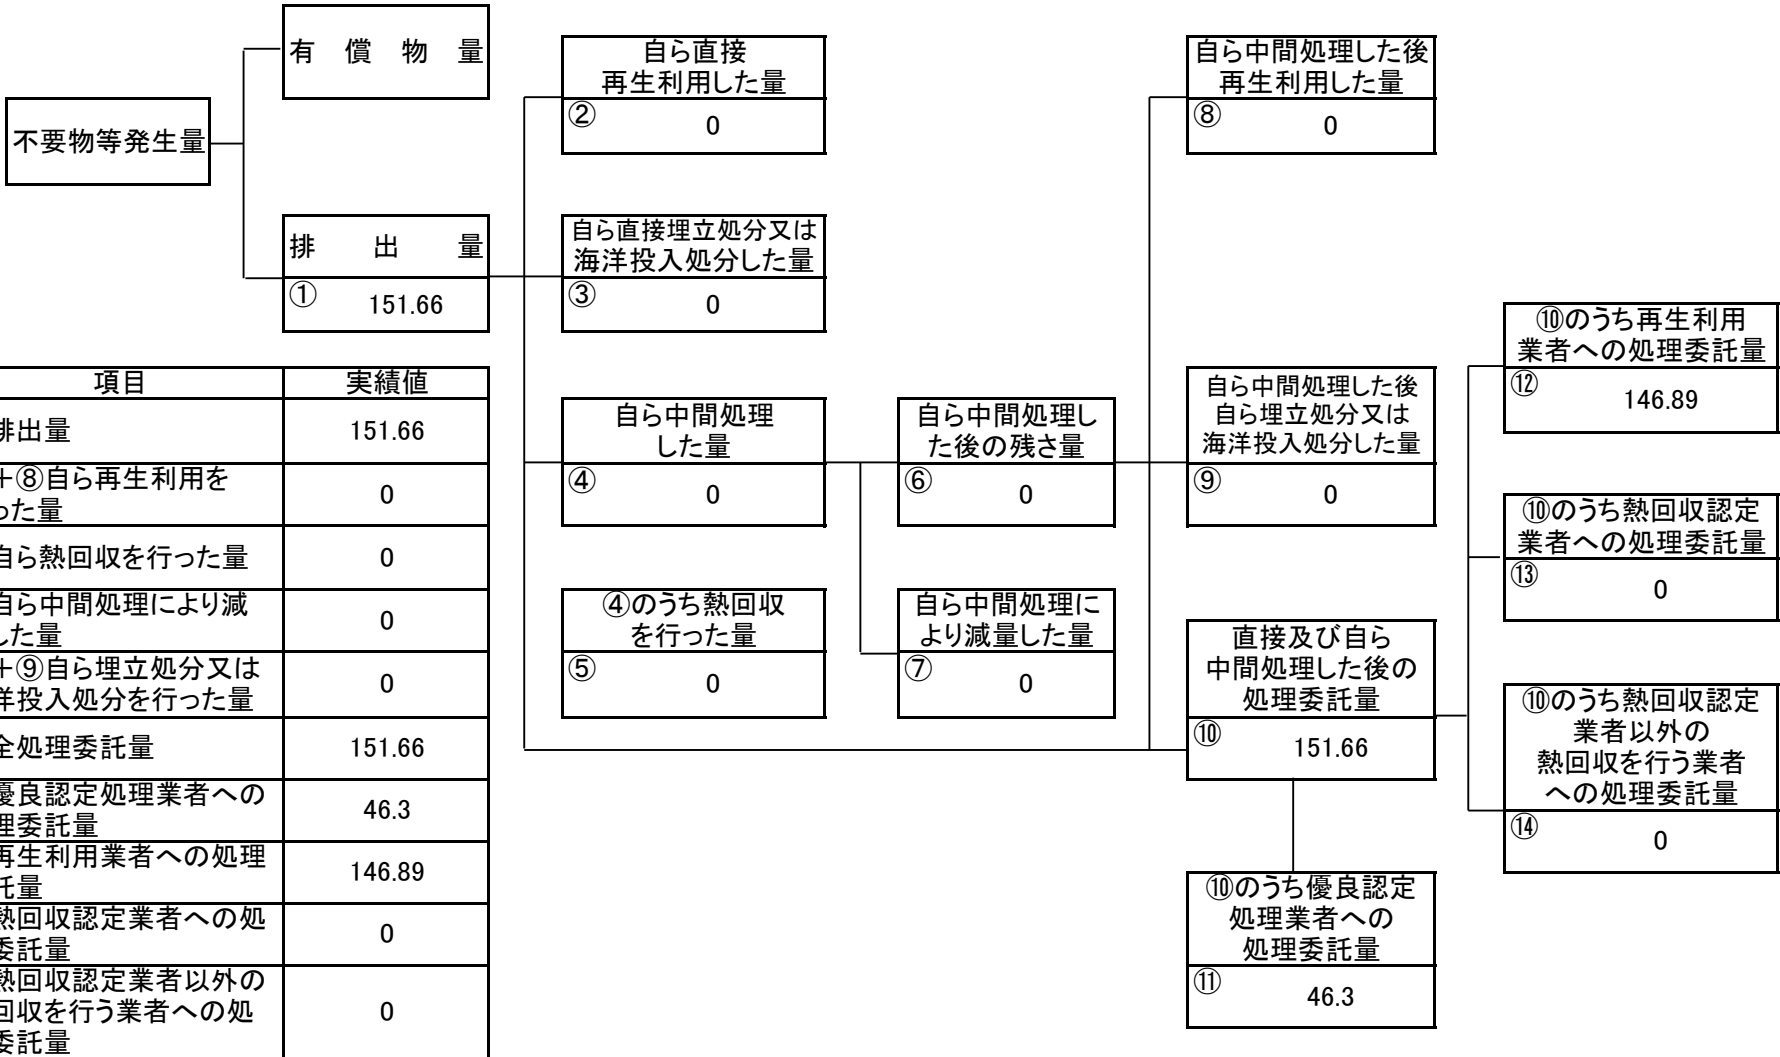 有償物量
不要物等発生量
排出量
①
151.66
自ら直接
再生利用した量
②
0
自ら直接埋立処分又は
海洋投入処分した量
③
0
自ら中間処理
した量
④
0
④のうち熱回収
を行った量
⑤
0
自ら中間処理し
た後の残さ量
⑥
0
自ら中間処理に
より減量した量
⑦
0
自ら中間処理した後
再生利用した量
⑧
0
自ら中間処理した後
自ら埋立処分又は
海洋投入処分した量
⑨
0
直接及び自ら
中間処理した後の
処理委託量
⑩
151.66
⑩のうち優良認定
処理業者への
処理委託量
⑪
46.3
⑩のうち再生利用
業者への処理委託量
⑫
146.89
⑩のうち熱回収認定
業者への処理委託量
⑬
0
⑩のうち熱回収認定
業者以外の
熱回収を行う業者
への処理委託量
⑭
0
項目
実績値
排出量
151.66
+⑧自ら再生利用を
った量
0
自ら熱回収を行った量
0
自ら中間処理により減
した量
0
+⑨自ら埋立処分又は
洋投入処分を行った量
0
全処理委託量
151.66
優良認定処理業者への
理委託量
46.3
再生利用業者への処理
託量
146.89
熱回収認定業者への処
委託量
0
熱回収認定業者以外の
回収を行う業者への処
委託量
0